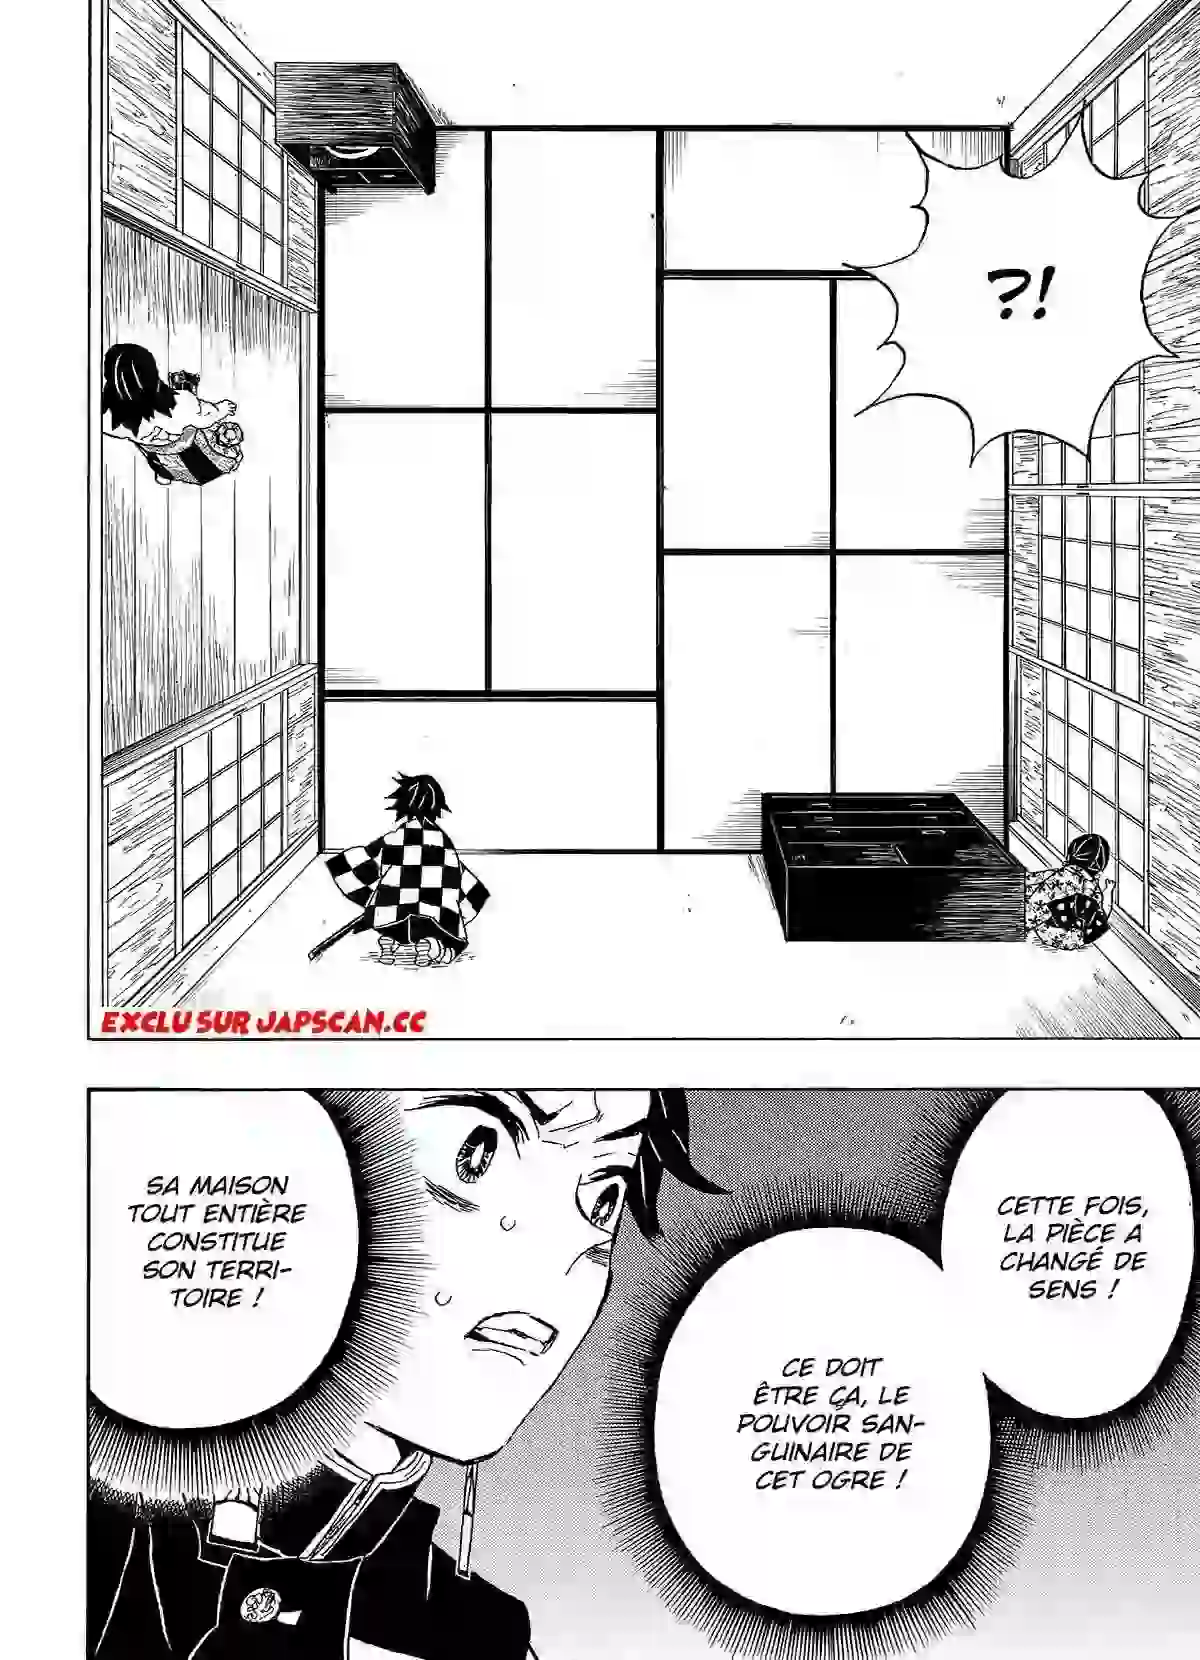 ?!
EXCLU SUR JAPSCAN.CC
CETTE FOIS,
LA PIÈCE A
CHANGÉ DE
SENS !
CE DOIT
ÊTRE ÇA, LE
POUVOIR SAN-
GUINAIRE DE
CET OGRE !
SA MAISON
TOUT ENTIÈRE
CONSTITUE
SON TERRI-
TOIRE !